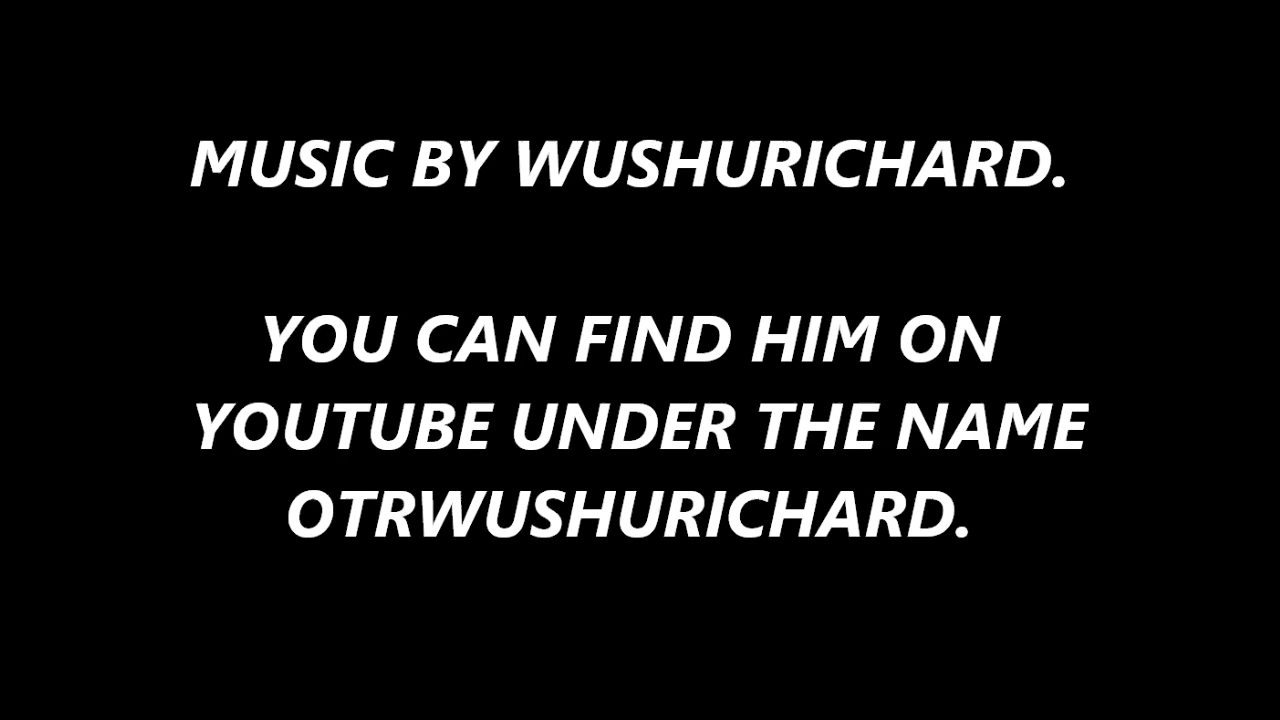 MUSIC BY WUSHURICHARD.
YOU CAN FIND HIM ON
YOUTUBE UNDER THE NAME
OTRWUSHURICHARD.